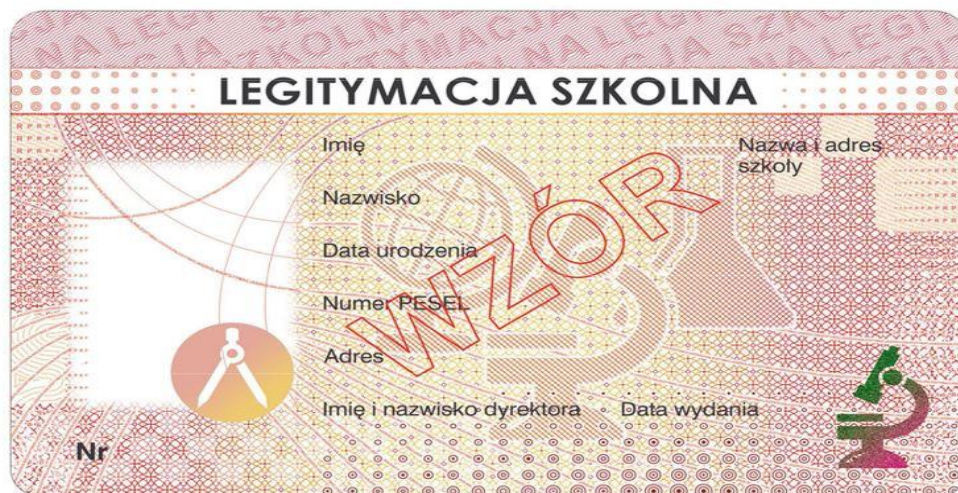 LEGITYMACJA SZKOLNA
Imię
Nazwa i adres
szkoły
Nazwisko
Data urodzenia
Numer PESEL
Adres
WZÓR
Imię i nazwisko dyrektora
Data wydania
Nr